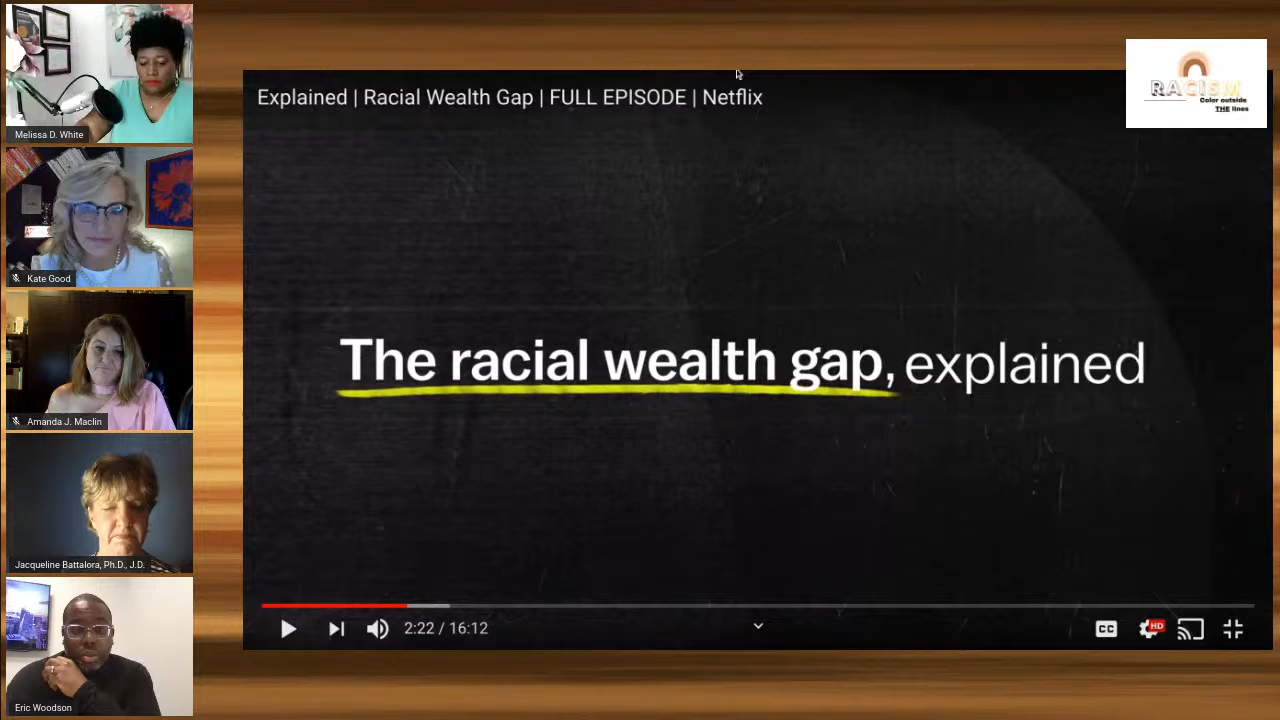 Melissa D. White
Kate Good
Amanda J. Maclin
Jacqueline Battalora, Ph.D., J.D.
Eric Woodson
Explained | Racial Wealth Gap | FULL EPISODE | Netflix
RACISM
Color outside
THE lines
The racial wealth gap, explained
2:22 / 16:12
CC
HD